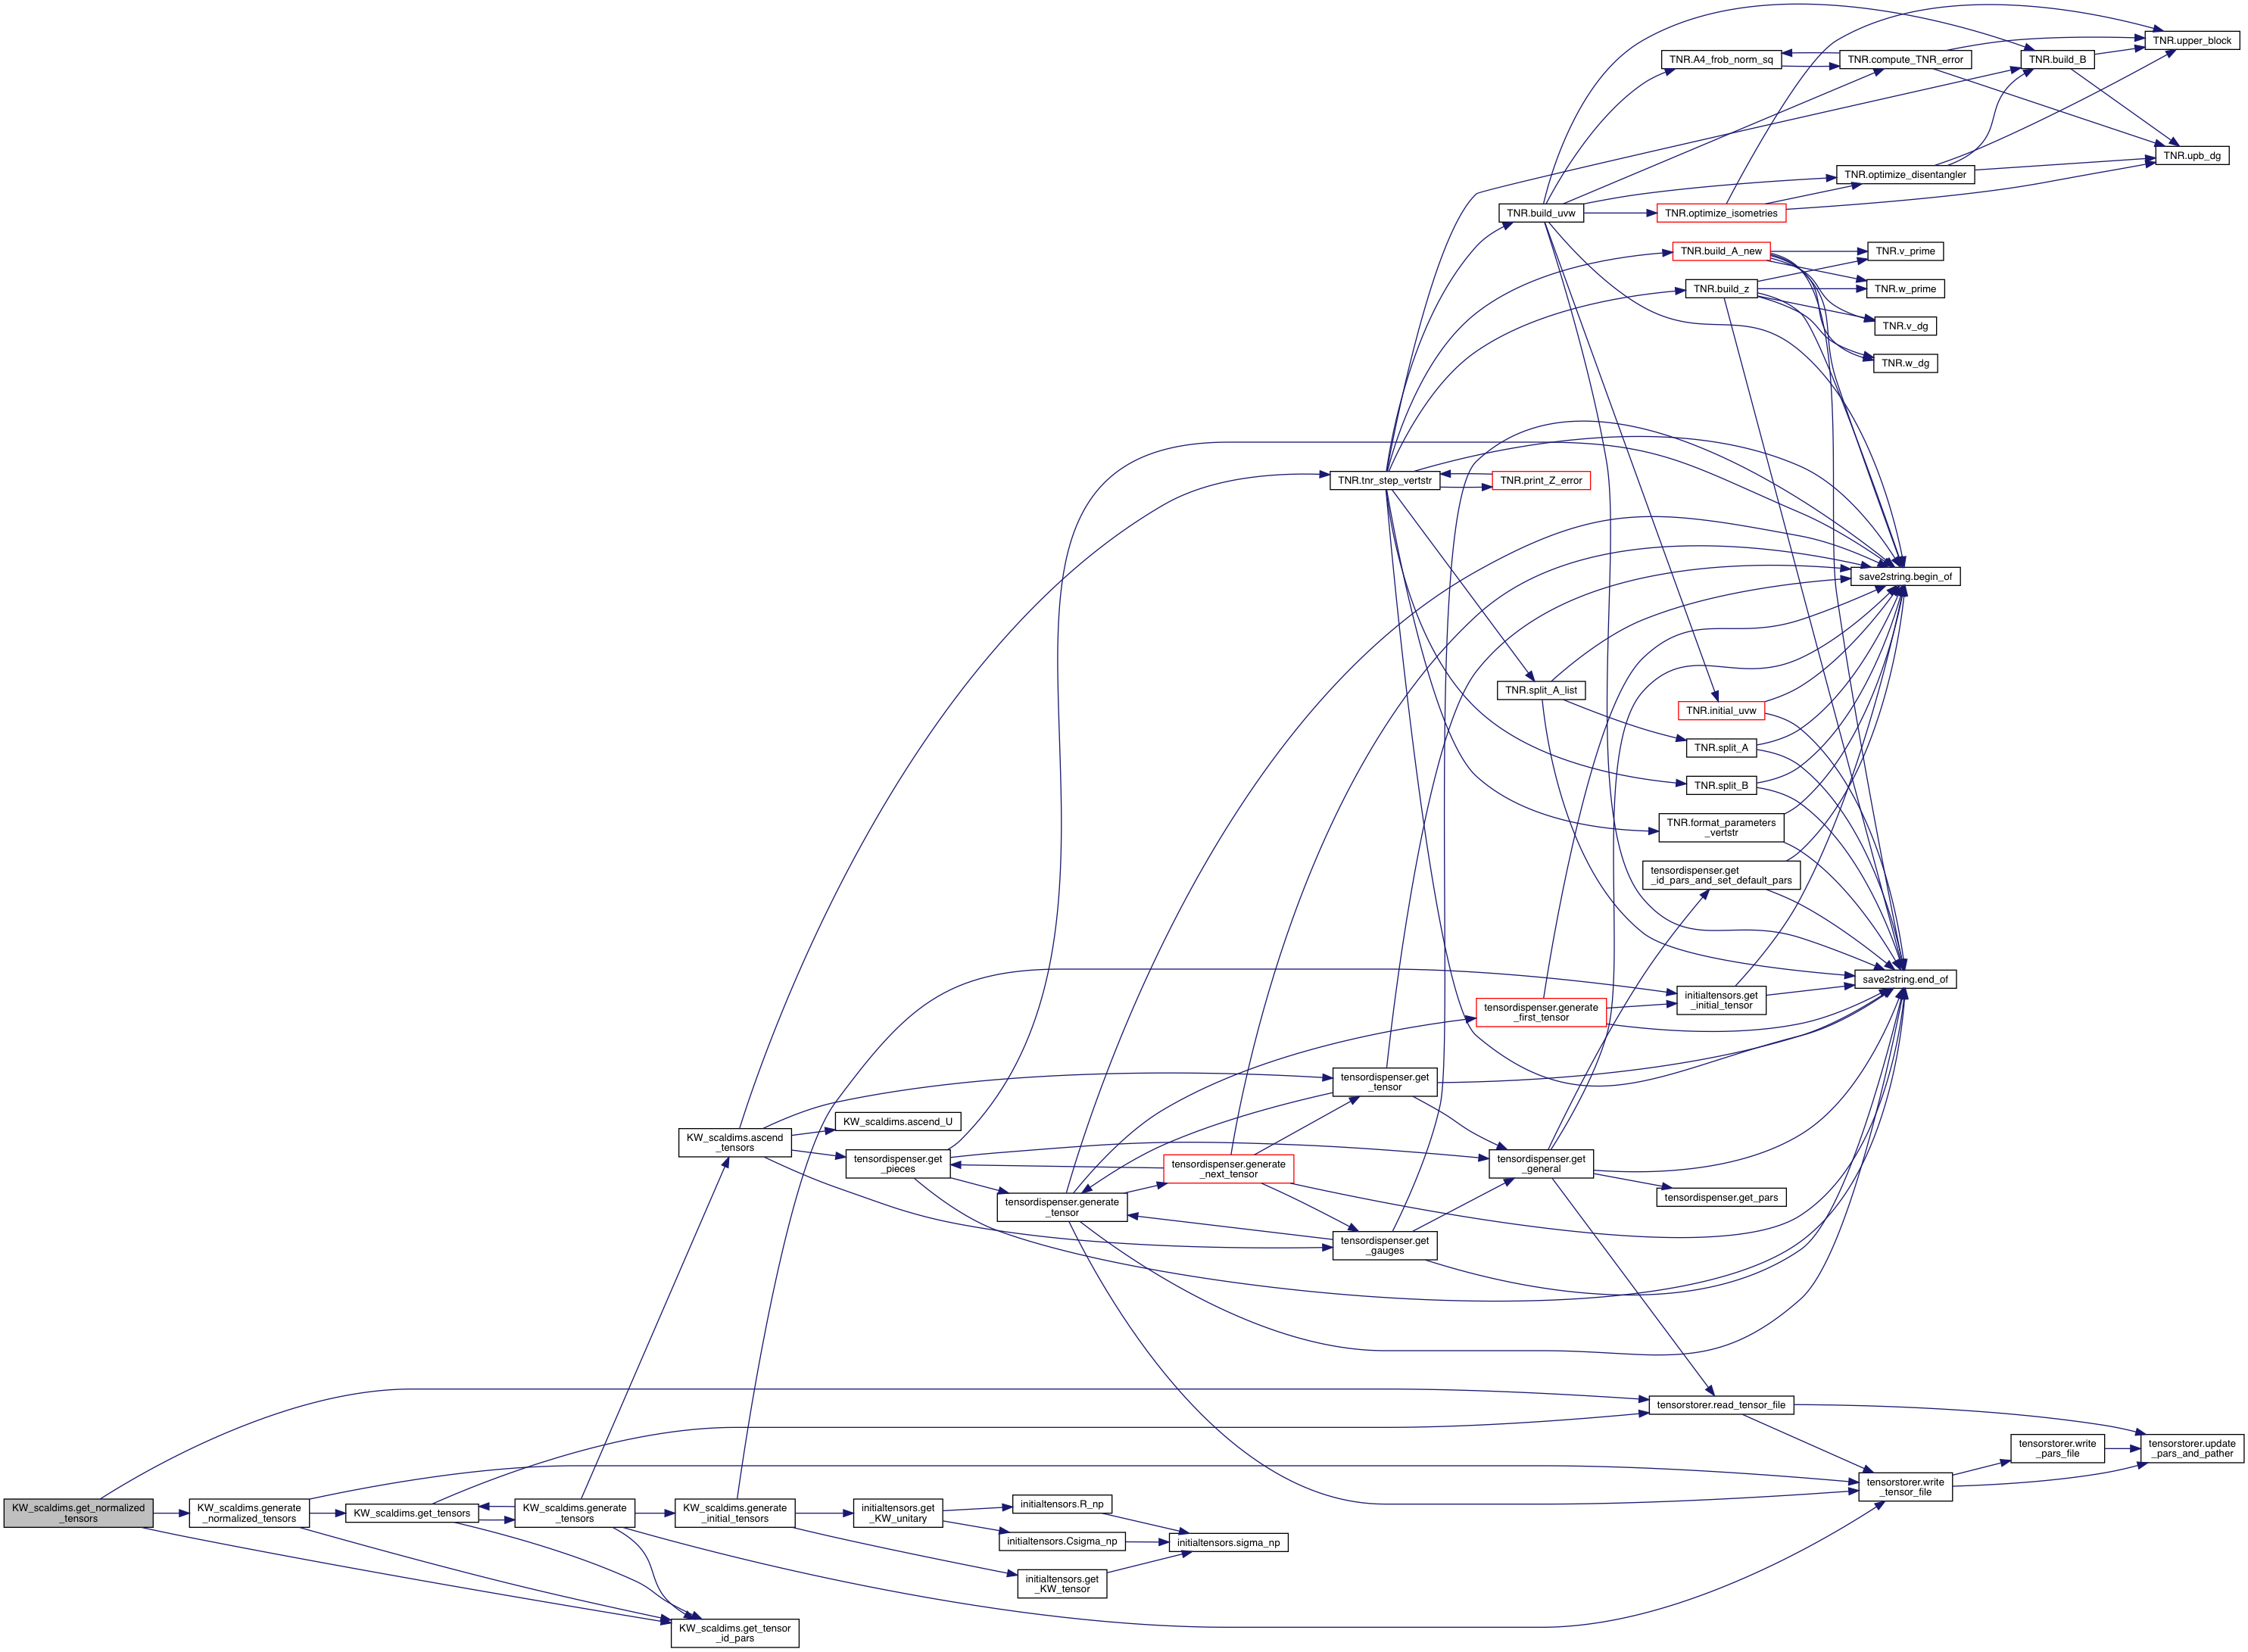 TNR.upper_block
TNR.A4_frob_norm_sq
TNR.compute_TNR_error
TNR.build_B
TNR.upb_dg
TNR.optimize_disentangler
TNR.build_uvw
TNR.optimize_isometries
TNR.build_A_new
TNR.v_prime
TNR.build_z
TNR.w_prime
TNR.v_dg
TNR.w_dg
TNR.tnr_step_vertstr
TNR.print_Z_error
save2string.begin_of
TNR.split_A_list
TNR.initial_uvw
TNR.split_A
TNR.split_B
TNR.format_parameters
_vertstr
tensordispenser.get
_id_pars_and_set_default_pars
save2string.end_of
initialtensors.get
_initial_tensor
tensordispenser.generate
_first_tensor
tensordispenser.get
_tensor
KW_scaldims.ascend_U
KW_scaldims.ascend
_tensors
tensordispenser.get
_pieces
tensordispenser.generate
_next_tensor
tensordispenser.get
_general
tensordispenser.get_pars
tensordispenser.generate
_tensor
tensordispenser.get
_gauges
tensorstorer.read_tensor_file
tensorstorer.write
_pars_file
tensorstorer.update
_pars_and_pather
tensorstorer.write
_tensor_file
KW_scaldims.get_normalized
_tensors
KW_scaldims.generate
_normalized_tensors
KW_scaldims.get_tensors
KW_scaldims.generate
_tensors
KW_scaldims.generate
_initial_tensors
initialtensors.get
_KW_unitary
initialtensors.R_np
initialtensors.Csigma_np
initialtensors.sigma_np
initialtensors.get
_KW_tensor
KW_scaldims.get_tensor
_id_pars